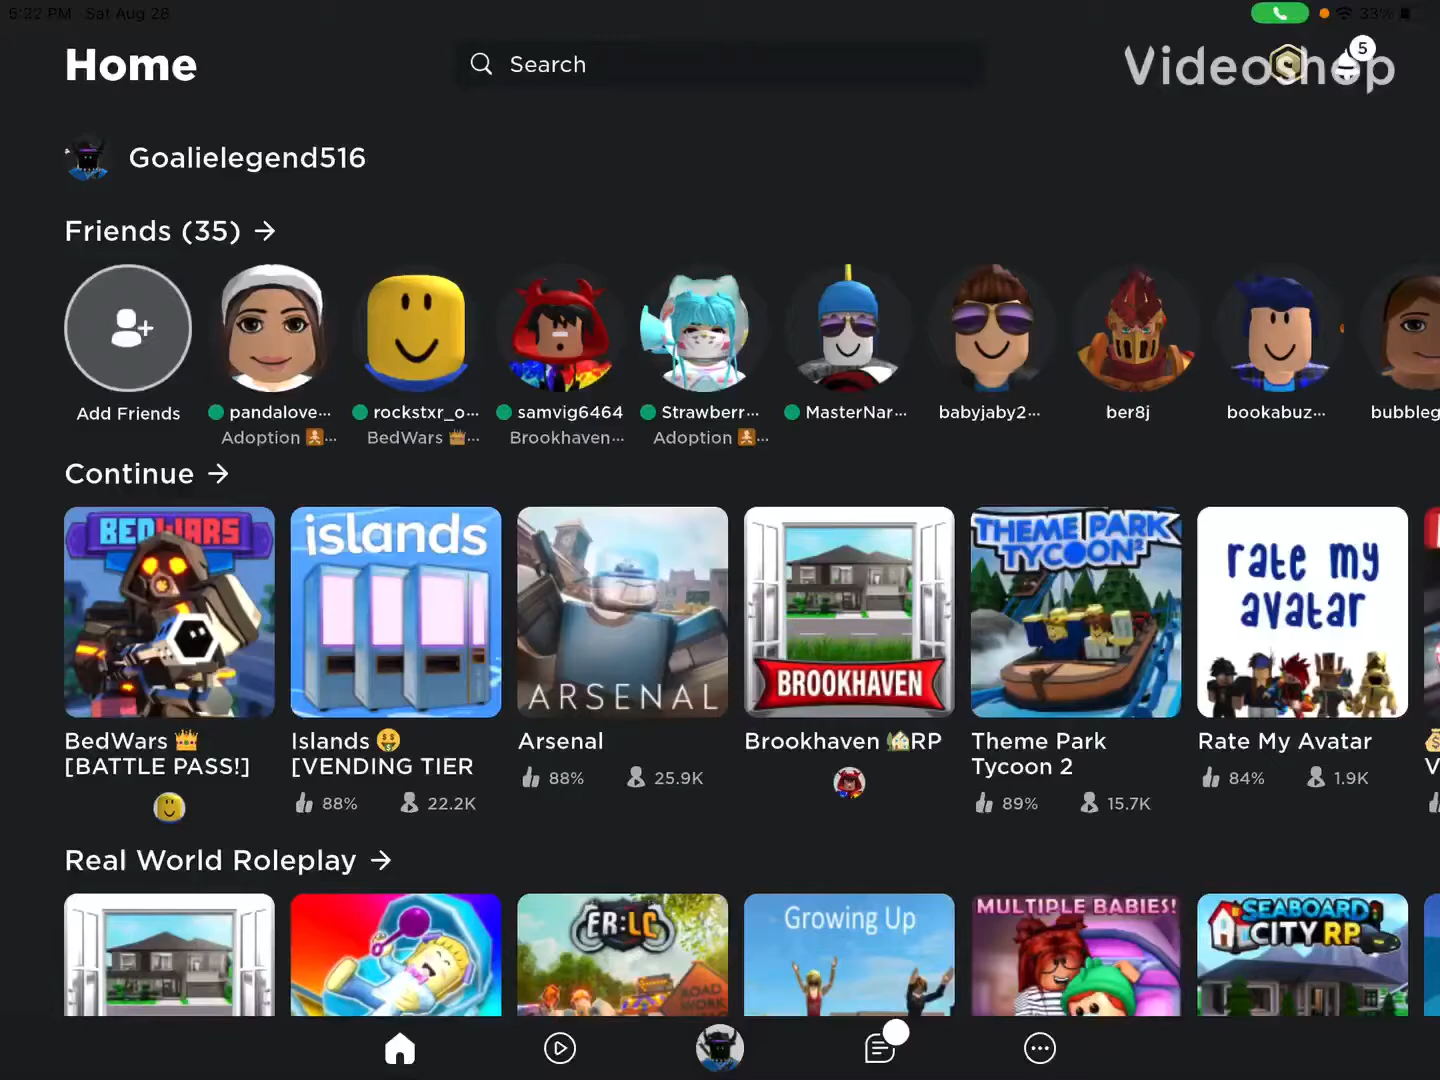 5:22 PM Sat Aug 28
33%
Home
Search
Videoshop
5
Goalielegend516
Friends (35) →
Add Friends
pandalove...
rockstxr_o...
samvig6464
Strawberr...
MasterNar...
babyjaby2...
ber8j
bookabuz...
bubbleg
Adoption
BedWars
Brookhaven...
Adoption
Continue →
BEDWARS
islands
ARSENAL
BROOKHAVEN
THEME PARK
TYCOON 2
rate my
avatar
BedWars 👑
[BATTLE PASS!]
Islands 🤑
[VENDING TIER
88%
22.2K
Arsenal
88%
25.9K
Brookhaven 🏡RP
Theme Park
Tycoon 2
89%
15.7K
Rate My Avatar
84%
1.9K
V
Real World Roleplay →
ER:LC
ROAD
WORK
Growing Up
MULTIPLE BABIES!
SEABOARD
CITY RP